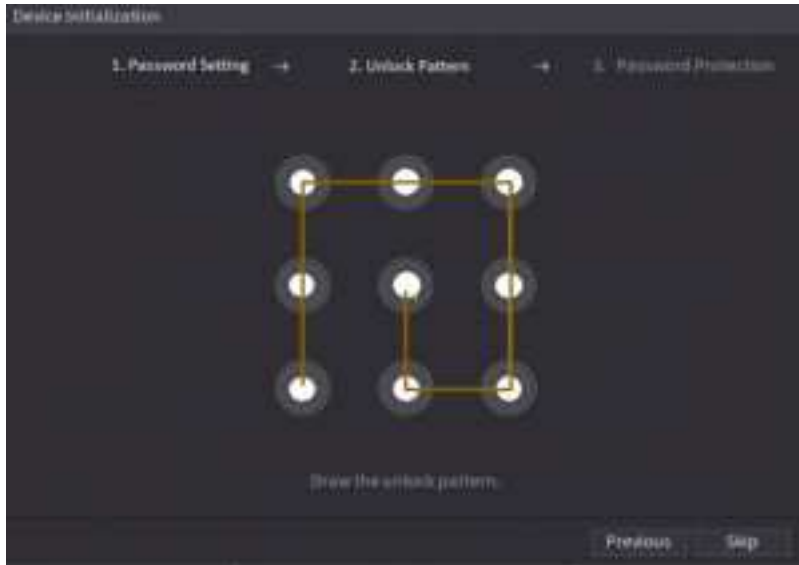 Device Initialization
1. Password Setting → 2. Unlock Pattern → 3. Password Protection
Draw the unlock pattern.
Previous Skip